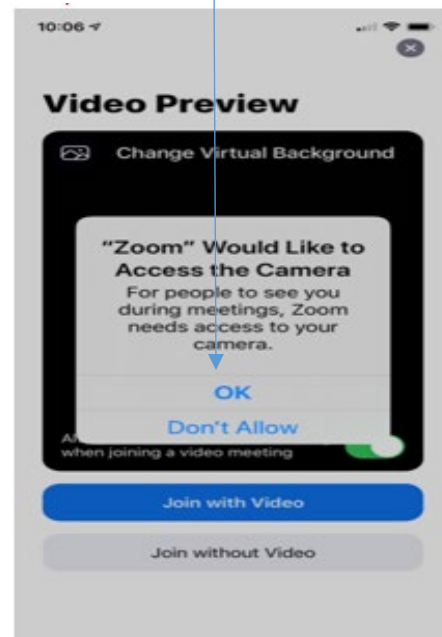 10:06
Video Preview
Change Virtual Background
"Zoom" Would Like to
Access the Camera
For people to see you
during meetings, Zoom
needs access to your
camera.
OK
Don't Allow
when joining a video meeting
Join with Video
Join without Video